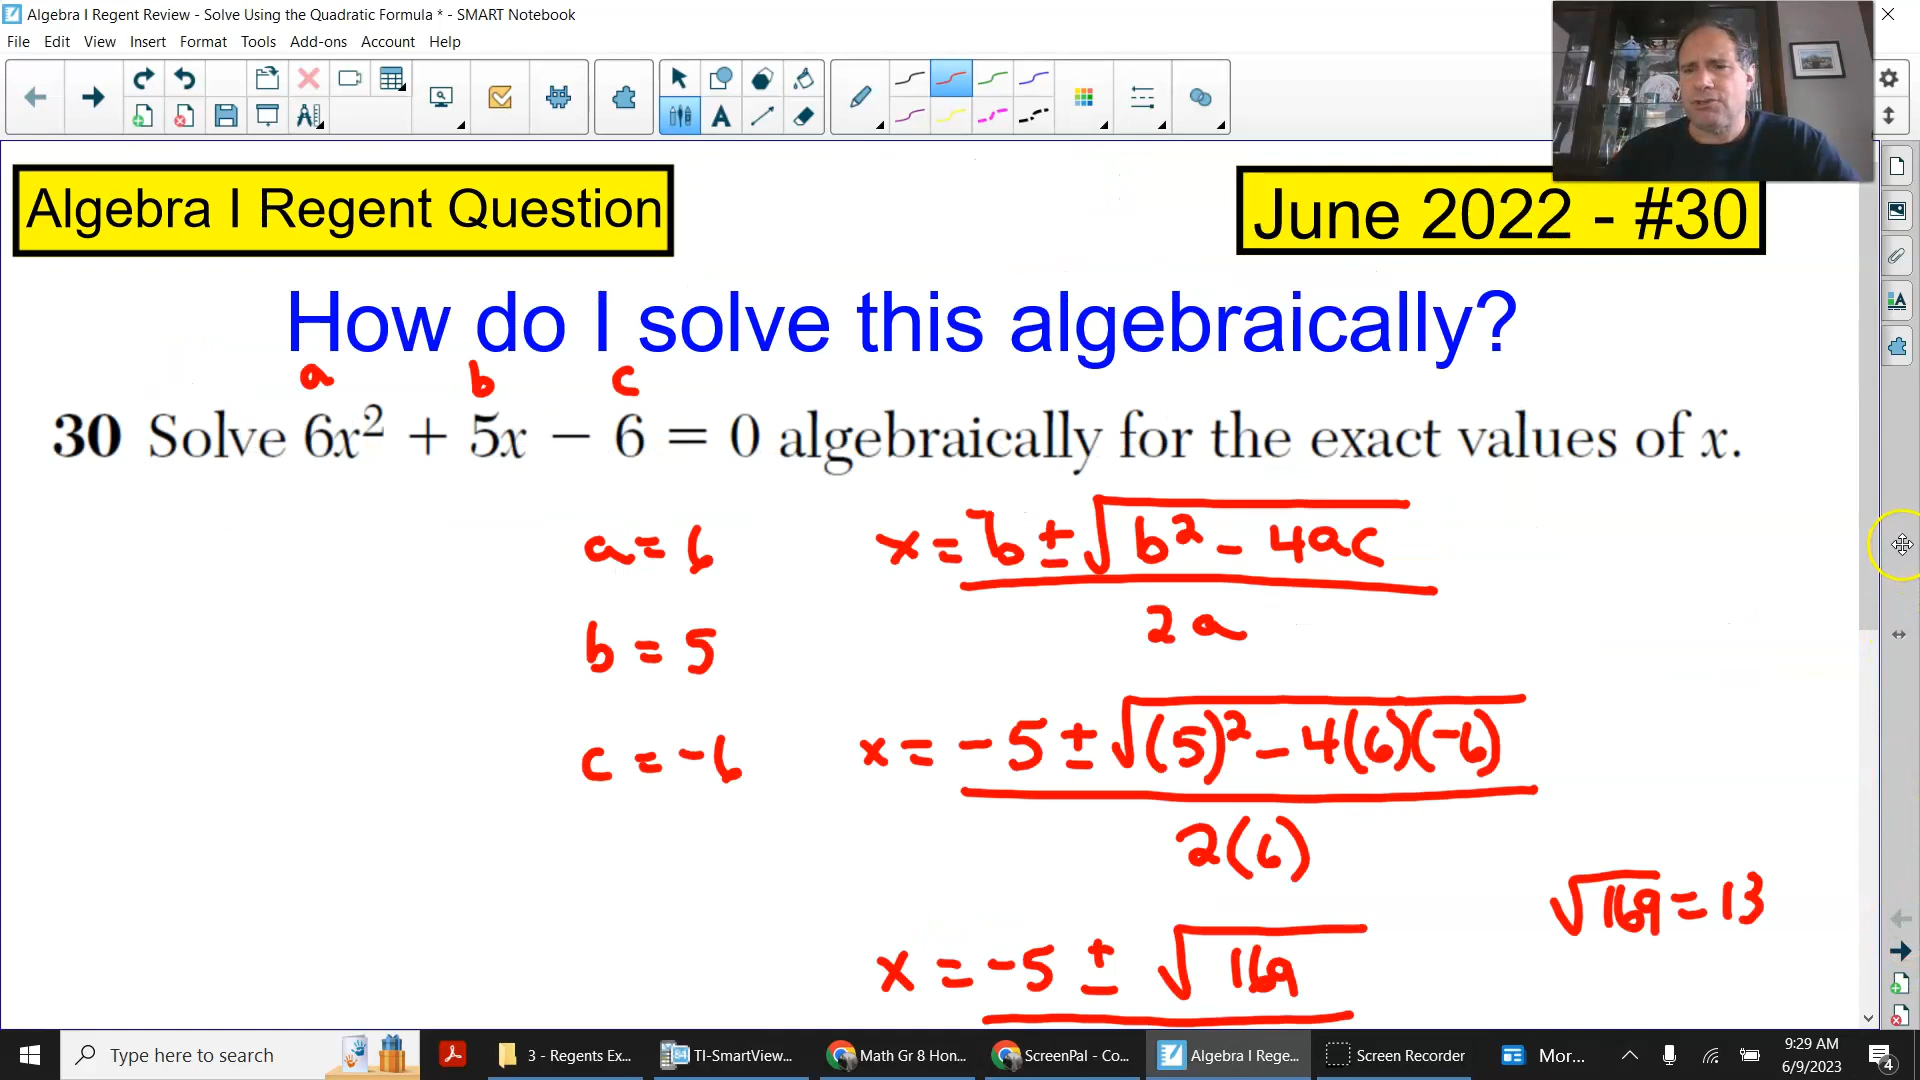 Algebra I Regent Review - Solve Using the Quadratic Formula * - SMART Notebook
File Edit View Insert Format Tools Add-ons Account Help
Algebra I Regent Question
June 2022 - #30
How do I solve this algebraically?
a b c
30 Solve 6x² + 5x − 6 = 0 algebraically for the exact values of x.
a = 6
x = -b ± √(b² - 4ac)
2a
b = 5
x = -5 ± √((5)² - 4(6)(-6))
c = -6
2(6)
√169 = 13
x = -5 ± √169
Type here to search
3 - Regents Ex...
TI-SmartView...
Math Gr 8 Hon...
ScreenPal - Co...
Algebra I Rege...
Screen Recorder
Mor...
9:29 AM
6/9/2023
4